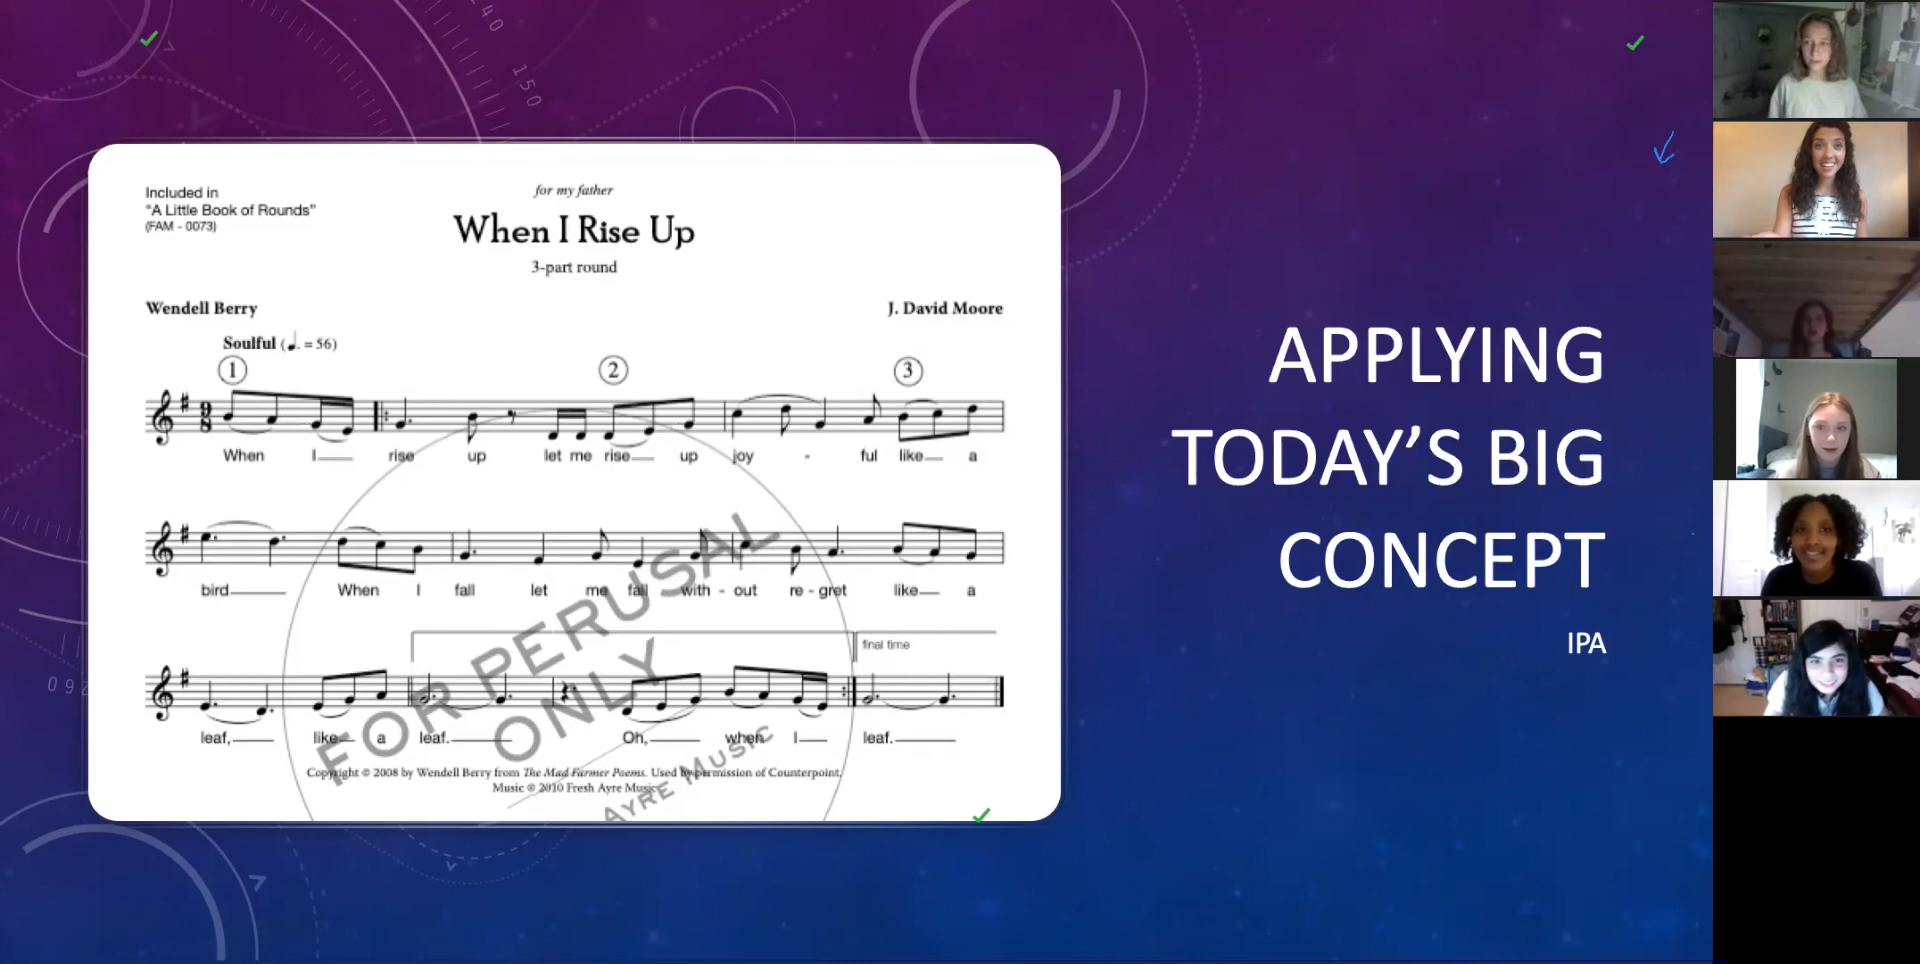 40
150
Included in
"A Little Book of Rounds"
(FAM - 0073)
for my father
When I Rise Up
3-part round
Wendell Berry
J. David Moore
Soulful (♩. = 56)
1 2 3
9
8
When I rise up let me rise up joy - ful like a
bird When I fall let me fall with - out re - gret like a
final time
leaf, like a leaf. Oh, when I leaf.
Copyright © 2008 by Wendell Berry from The Mad Farmer Poems. Used by permission of Counterpoint.
Music © 2010 Fresh Ayre Music
FOR PERUSAL
ONLY
AYRE MUSIC
APPLYING
TODAY'S BIG
CONCEPT
IPA